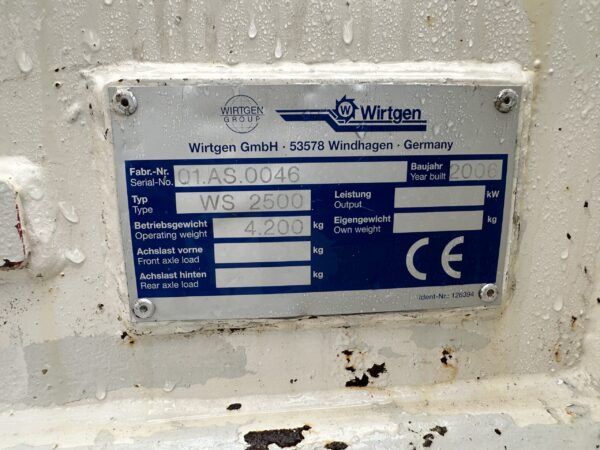 WIRTGEN
GROUP
W Wirtgen
Wirtgen GmbH · 53578 Windhagen · Germany
Fabr.-Nr. 01.AS.0046 Baujahr 2006
Serial-No. Year built
Typ WS 2500 Leistung kW
Type Output
Betriebsgewicht 4.200 kg Eigengewicht kg
Operating weight Own weight
Achslast vorne kg
Front axle load
Achslast hinten kg
Rear axle load
CE
Ident-Nr.: 126394